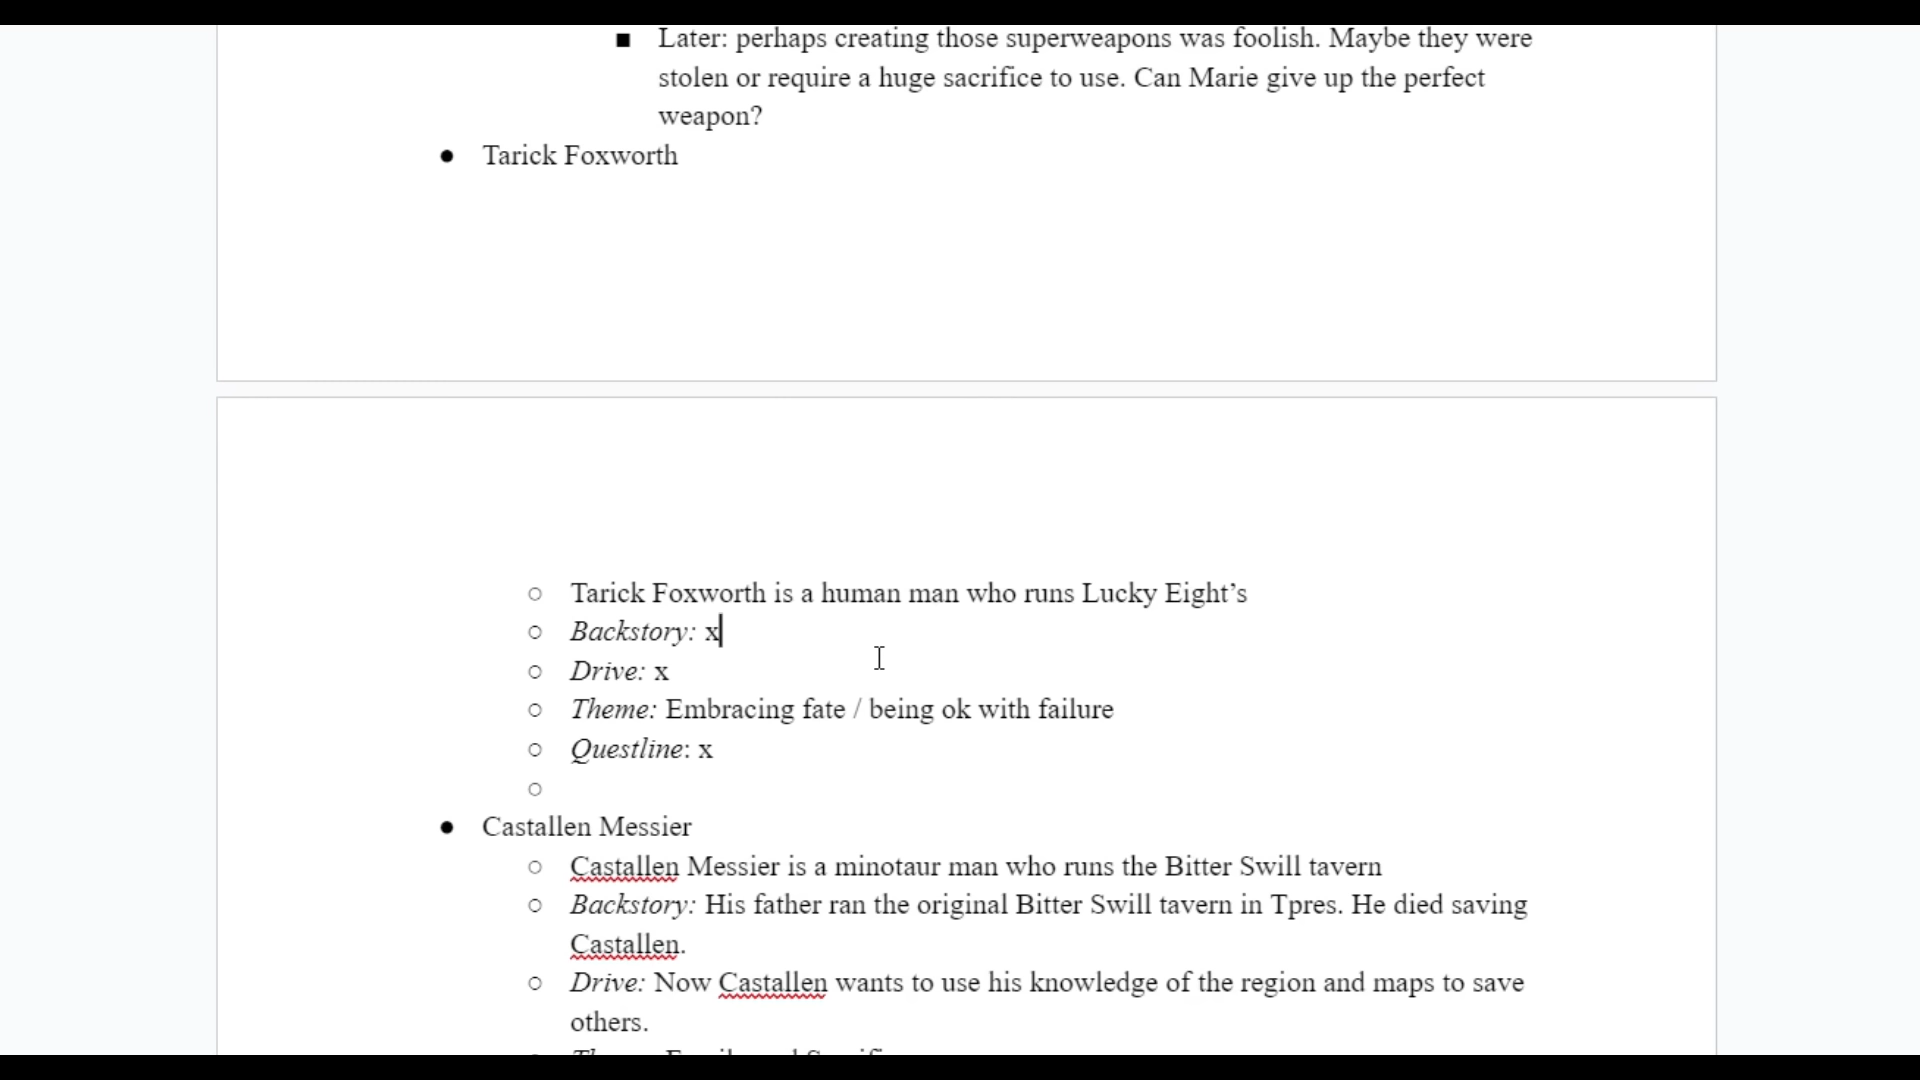 ■ Later: perhaps creating those superweapons was foolish. Maybe they were
stolen or require a huge sacrifice to use. Can Marie give up the perfect
weapon?
● Tarick Foxworth
○ Tarick Foxworth is a human man who runs Lucky Eight’s
○ Backstory: x
○ Drive: x
○ Theme: Embracing fate / being ok with failure
○ Questline: x
○
● Castallen Messier
○ Castallen Messier is a minotaur man who runs the Bitter Swill tavern
○ Backstory: His father ran the original Bitter Swill tavern in Tpres. He died saving
Castallen.
○ Drive: Now Castallen wants to use his knowledge of the region and maps to save
others.